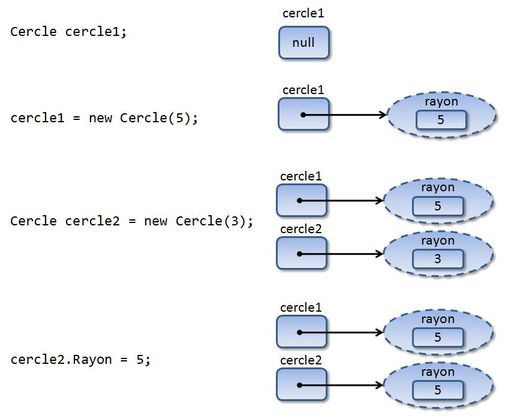 cercle1
Cercle cercle1;
null
cercle1
rayon
cercle1 = new Cercle(5);
5
cercle1
rayon
5
Cercle cercle2 = new Cercle(3);
cercle2
rayon
3
cercle1
rayon
5
cercle2.Rayon = 5;
cercle2
rayon
5